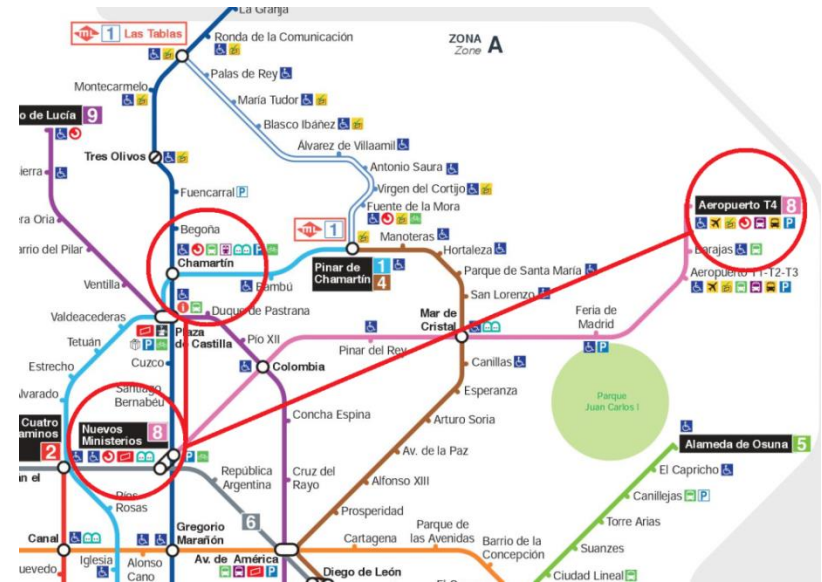 La Granja
1 Las Tablas
Ronda de la Comunicación
ZONA A
Zone
Palas de Rey
Montecarmelo
María Tudor
o de Lucía 9
Blasco Ibáñez
Álvarez de Villaamil
Tres Olivos
Antonio Saura
ierra
Virgen del Cortijo
Fuencarral P
Fuente de la Mora
Aeropuerto T4 8
era Oria
Begoña
1
Manoteras
Hortaleza
Barajas
arrio del Pilar
Chamartín
Pinar de
Chamartín
1
4
Parque de Santa María
Aeropuerto T1-T2-T3
Ventilla
Bambú
San Lorenzo
Valdeacederas
Duque de Pastrana
Mar de
Cristal
Feria de
Madrid
Tetuán
Plaza
de Castilla
Pío XII
Pinar del Rey
Estrecho
Cuzco
Colombia
Canillas
Alvarado
Santiago
Bernabéu
Esperanza
Parque
Juan Carlos I
Cuatro
aminos
2
Nuevos
Ministerios
8
Concha Espina
Arturo Soria
Alameda de Osuna 5
Av. de la Paz
án el
República
Argentina
Cruz del
Rayo
Alfonso XIII
El Capricho
Ríos
Rosas
Canillejas P
6
Prosperidad
Torre Arias
Canal
Gregorio
Marañón
Cartagena
Parque de
las Avenidas
Barrio de la
Concepción
Suanzes
uevedo
Iglesia
Alonso
Cano
Av. de América
Diego de León
Ciudad Lineal